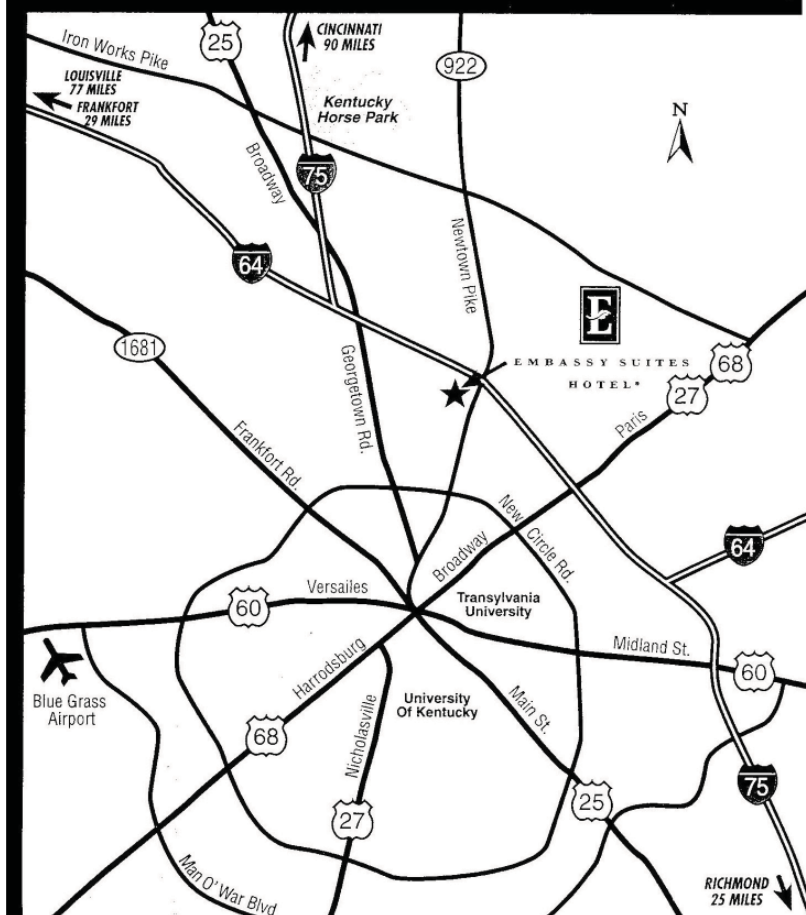 25
CINCINNATI
90 MILES
Iron Works Pike
922
LOUISVILLE
77 MILES
FRANKFORT
29 MILES
Kentucky
Horse Park
N
Broadway
75
64
Newtown Pike
E
EMBASSY SUITES
HOTEL®
1681
Georgetown Rd.
68
27
Paris
Frankfort Rd.
New Circle Rd.
Broadway
64
Versailes
60
Transylvania
University
Midland St.
60
Blue Grass
Airport
Harrodsburg
University
Of Kentucky
Main St.
68
Nicholasville
27
25
75
Man O' War Blvd
RICHMOND
25 MILES